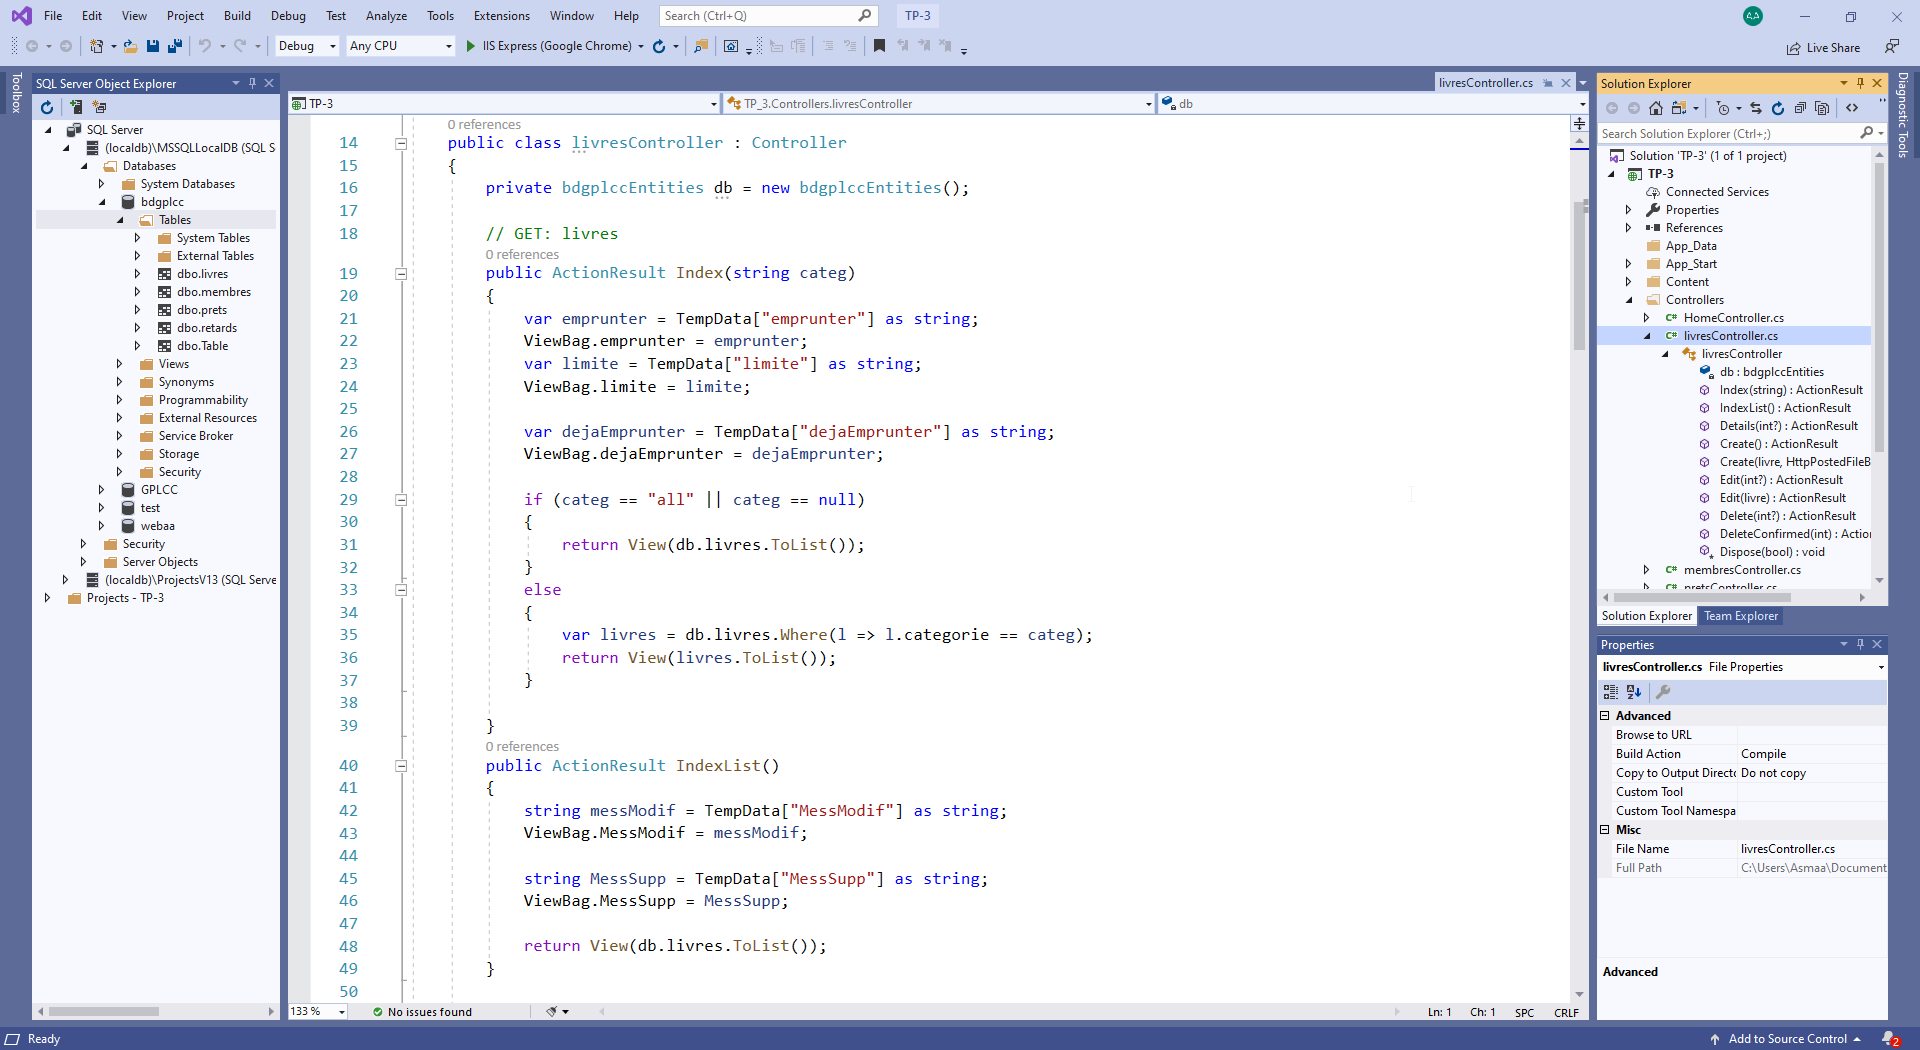 File Edit View Project Build Debug Test Analyze Tools Extensions Window Help Search (Ctrl+Q) TP-3 AA
Debug Any CPU IIS Express (Google Chrome) Live Share
Toolbox
SQL Server Object Explorer
SQL Server
(localdb)\MSSQLLocalDB (SQL S
Databases
System Databases
bdgplcc
Tables
System Tables
External Tables
dbo.livres
dbo.membres
dbo.prets
dbo.retards
dbo.Table
Views
Synonyms
Programmability
External Resources
Service Broker
Storage
Security
GPLCC
test
webaa
Security
Server Objects
(localdb)\ProjectsV13 (SQL Serve
Projects - TP-3
livresController.cs
TP-3 TP_3.Controllers.livresController db
0 references
14 public class livresController : Controller
15 {
16 private bdgplccEntities db = new bdgplccEntities();
17
18 // GET: livres
0 references
19 public ActionResult Index(string categ)
20 {
21 var emprunter = TempData["emprunter"] as string;
22 ViewBag.emprunter = emprunter;
23 var limite = TempData["limite"] as string;
24 ViewBag.limite = limite;
25
26 var dejaEmprunter = TempData["dejaEmprunter"] as string;
27 ViewBag.dejaEmprunter = dejaEmprunter;
28
29 if (categ == "all" || categ == null)
30 {
31 return View(db.livres.ToList());
32 }
33 else
34 {
35 var livres = db.livres.Where(l => l.categorie == categ);
36 return View(livres.ToList());
37 }
38
39 }
0 references
40 public ActionResult IndexList()
41 {
42 string messModif = TempData["MessModif"] as string;
43 ViewBag.MessModif = messModif;
44
45 string MessSupp = TempData["MessSupp"] as string;
46 ViewBag.MessSupp = MessSupp;
47
48 return View(db.livres.ToList());
49 }
50
133 % No issues found Ln: 1 Ch: 1 SPC CRLF
Solution Explorer
Search Solution Explorer (Ctrl+;)
Solution 'TP-3' (1 of 1 project)
TP-3
Connected Services
Properties
References
App_Data
App_Start
Content
Controllers
HomeController.cs
livresController.cs
livresController
db : bdgplccEntities
Index(string) : ActionResult
IndexList() : ActionResult
Details(int?) : ActionResult
Create() : ActionResult
Create(livre, HttpPostedFileB
Edit(int?) : ActionResult
Edit(livre) : ActionResult
Delete(int?) : ActionResult
DeleteConfirmed(int) : Action
Dispose(bool) : void
membresController.cs
pretsController.cs
Solution Explorer Team Explorer
Properties
livresController.cs File Properties
Advanced
Browse to URL
Build Action Compile
Copy to Output Directo Do not copy
Custom Tool
Custom Tool Namespa
Misc
File Name livresController.cs
Full Path C:\Users\Asmaa\Document
Advanced
Diagnostic Tools
Ready Add to Source Control 2